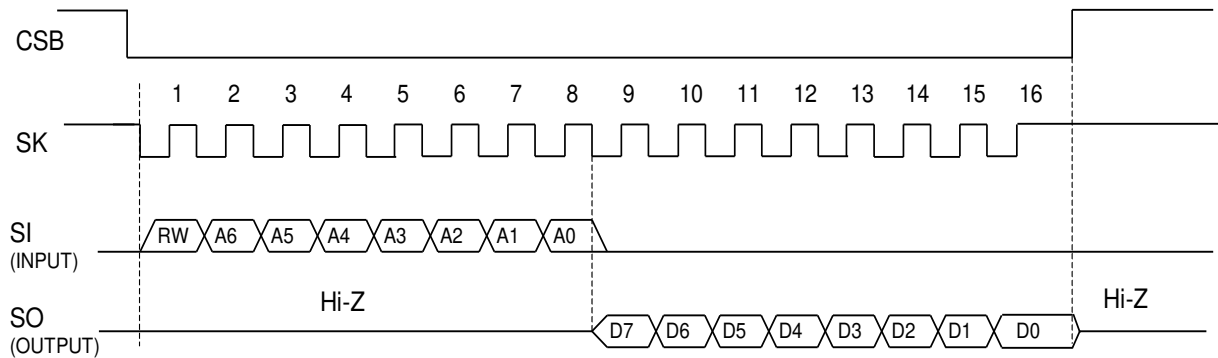 CSB
1 2 3 4 5 6 7 8 9 10 11 12 13 14 15 16
SK
SI
RW A6 A5 A4 A3 A2 A1 A0
(INPUT)
Hi-Z Hi-Z
SO
D7 D6 D5 D4 D3 D2 D1 D0
(OUTPUT)